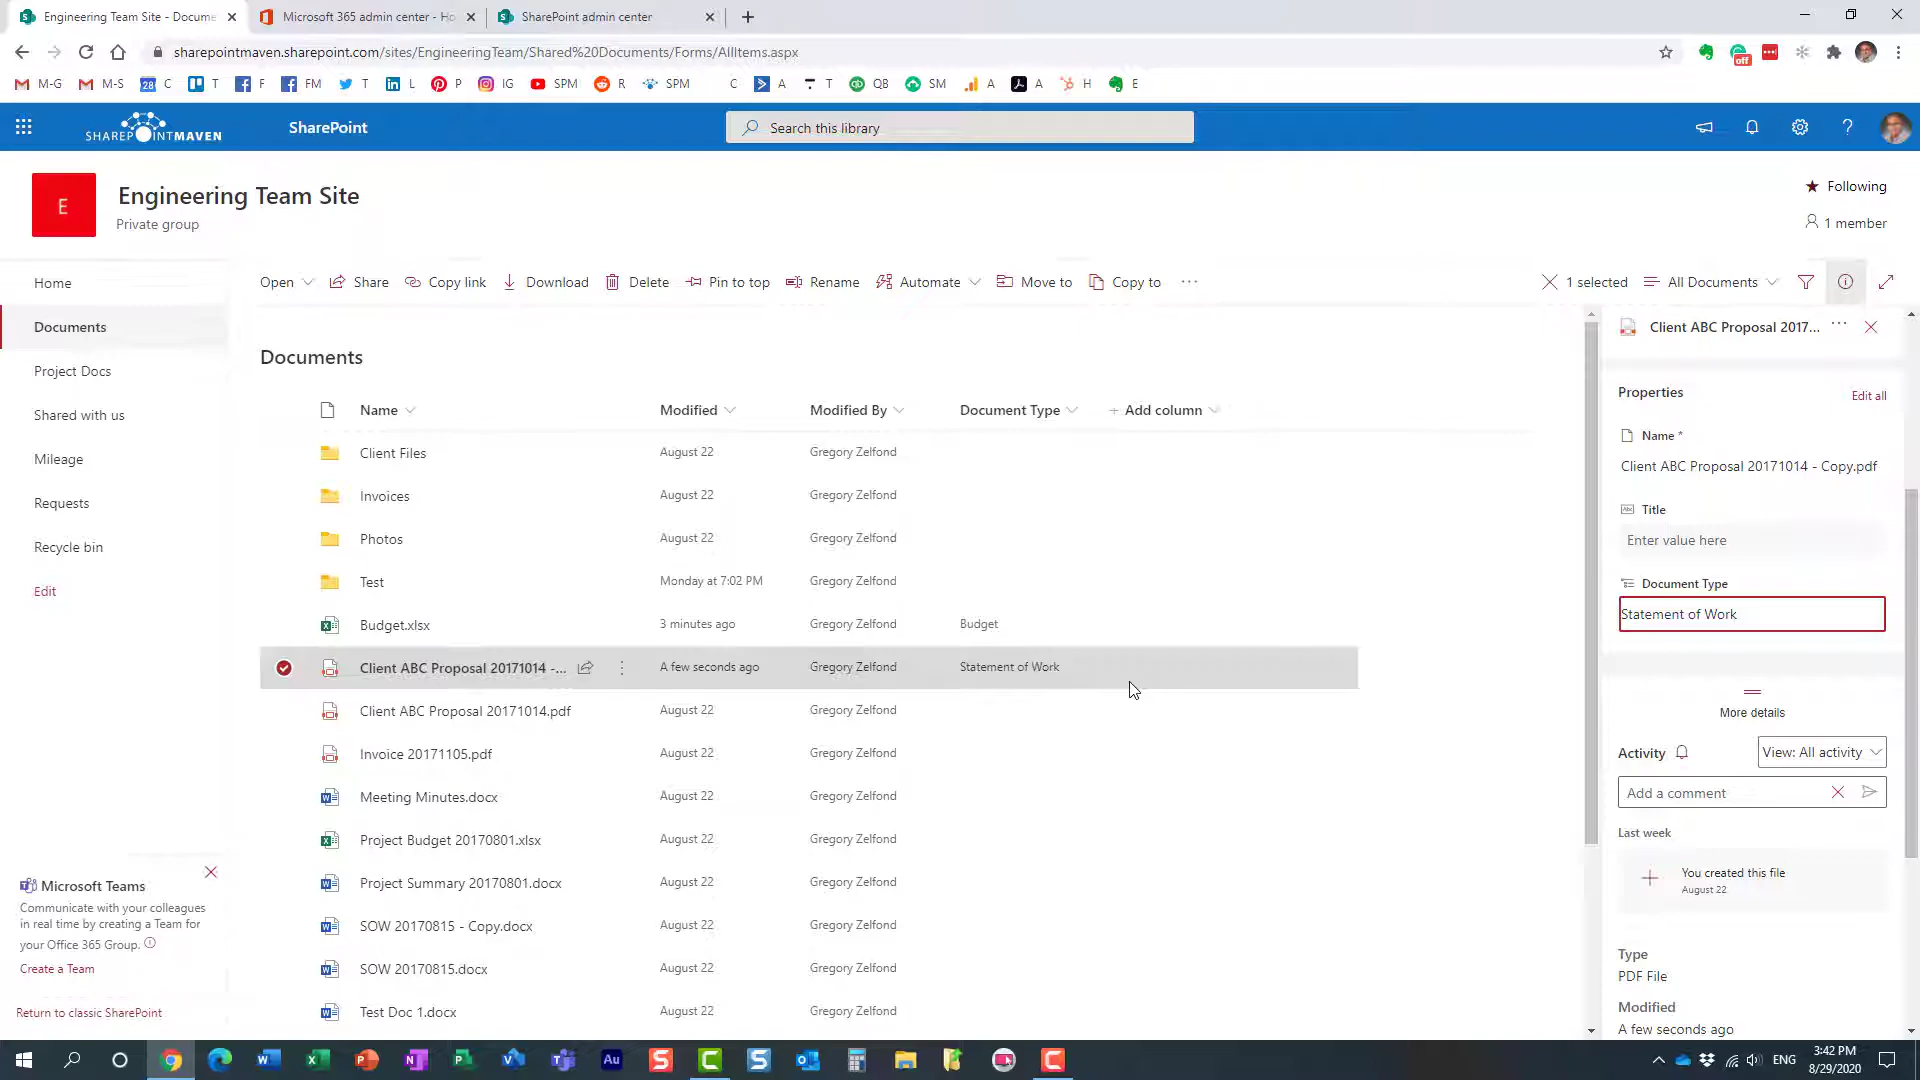 Engineering Team Site - Docume
Microsoft 365 admin center - Ho
SharePoint admin center
sharepointmaven.sharepoint.com/sites/EngineeringTeam/Shared%20Documents/Forms/AllItems.aspx
off
M-G M-S 28 C T F FM T L P IG SPM R SPM C A T QB SM A A H E
SHAREPOINTMAVEN
SharePoint
Search this library
E
Engineering Team Site
Private group
Following
1 member
Home
Documents
Project Docs
Shared with us
Mileage
Requests
Recycle bin
Edit
Open Share Copy link Download Delete Pin to top Rename Automate Move to Copy to ···
1 selected All Documents
Documents
Name Modified Modified By Document Type + Add column
Client Files August 22 Gregory Zelfond
Invoices August 22 Gregory Zelfond
Photos August 22 Gregory Zelfond
Test Monday at 7:02 PM Gregory Zelfond
Budget.xlsx 3 minutes ago Gregory Zelfond Budget
Client ABC Proposal 20171014 -... A few seconds ago Gregory Zelfond Statement of Work
Client ABC Proposal 20171014.pdf August 22 Gregory Zelfond
Invoice 20171105.pdf August 22 Gregory Zelfond
Meeting Minutes.docx August 22 Gregory Zelfond
Project Budget 20170801.xlsx August 22 Gregory Zelfond
Project Summary 20170801.docx August 22 Gregory Zelfond
SOW 20170815 - Copy.docx August 22 Gregory Zelfond
SOW 20170815.docx August 22 Gregory Zelfond
Test Doc 1.docx August 22 Gregory Zelfond
Client ABC Proposal 2017... ···
Properties Edit all
Name *
Client ABC Proposal 20171014 - Copy.pdf
Abc Title
Enter value here
Document Type
Statement of Work
More details
Activity View: All activity
Add a comment
Last week
You created this file
August 22
Type
PDF File
Modified
A few seconds ago
Microsoft Teams
Communicate with your colleagues
in real time by creating a Team for
your Office 365 Group.
Create a Team
Return to classic SharePoint
Au
ENG
3:42 PM
8/29/2020